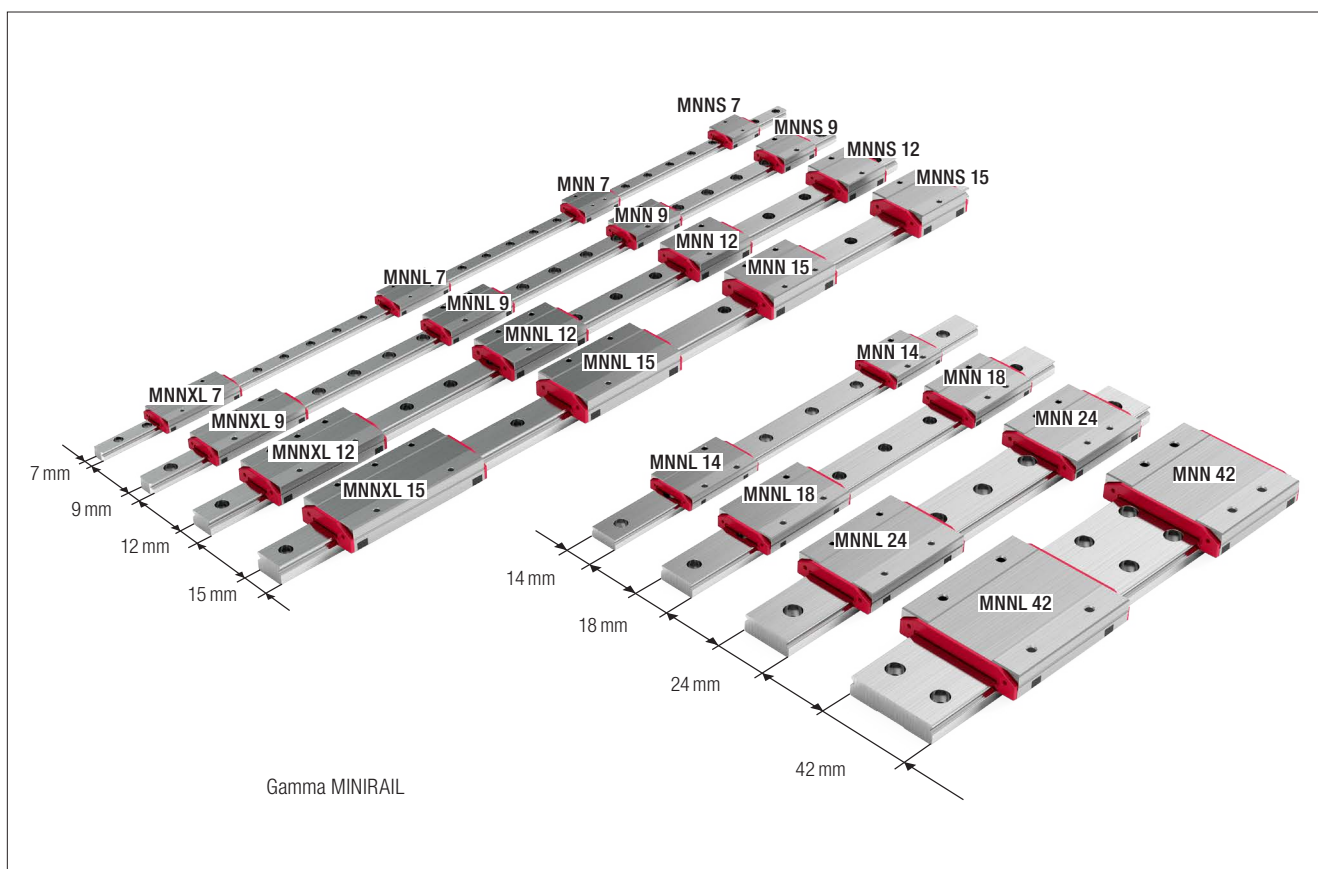 MNNS 7
MNNS 9
MNNS 12
MNNS 15
MNN 7
MNN 9
MNN 12
MNN 15
MNNL 7
MNNL 9
MNNL 12
MNNL 15
MNNXL 7
MNNXL 9
MNNXL 12
MNNXL 15
7 mm
9 mm
12 mm
15 mm
MNN 14
MNN 18
MNN 24
MNN 42
MNNL 14
MNNL 18
MNNL 24
MNNL 42
14 mm
18 mm
24 mm
42 mm
Gamma MINIRAIL